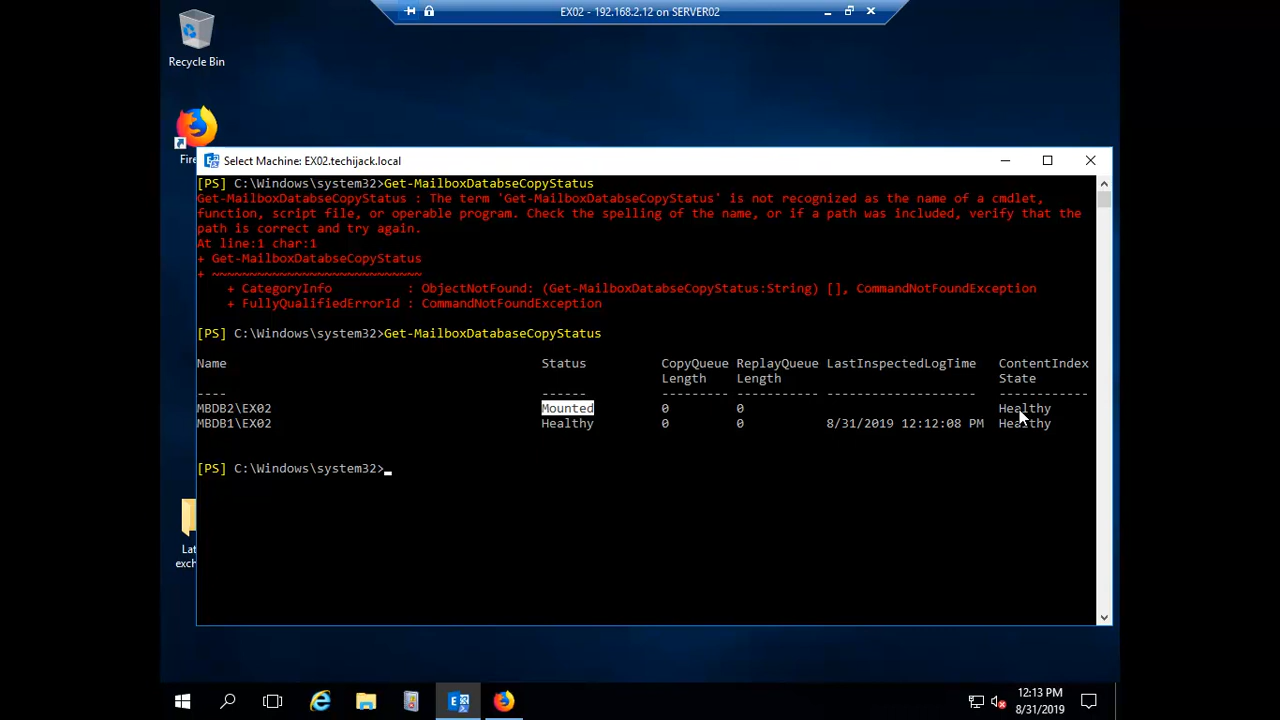 EX02 - 192.168.2.12 on SERVER02
Recycle Bin
Fire
Select Machine: EX02.techijack.local
[PS] C:\Windows\system32>Get-MailboxDatabseCopyStatus
Get-MailboxDatabseCopyStatus : The term 'Get-MailboxDatabseCopyStatus' is not recognized as the name of a cmdlet,
function, script file, or operable program. Check the spelling of the name, or if a path was included, verify that the
path is correct and try again.
At line:1 char:1
+ Get-MailboxDatabseCopyStatus
+ ~~~~~~~~~~~~~~~~~~~~~~~~~~~~
+ CategoryInfo : ObjectNotFound: (Get-MailboxDatabseCopyStatus:String) [], CommandNotFoundException
+ FullyQualifiedErrorId : CommandNotFoundException
[PS] C:\Windows\system32>Get-MailboxDatabaseCopyStatus
Name Status CopyQueue ReplayQueue LastInspectedLogTime ContentIndex
Length Length State
---- ------ --------- ----------- -------------------- ------------
MBDB2\EX02 Mounted 0 0 Healthy
MBDB1\EX02 Healthy 0 0 8/31/2019 12:12:08 PM Healthy
[PS] C:\Windows\system32>
Lat
exch
12:13 PM
8/31/2019